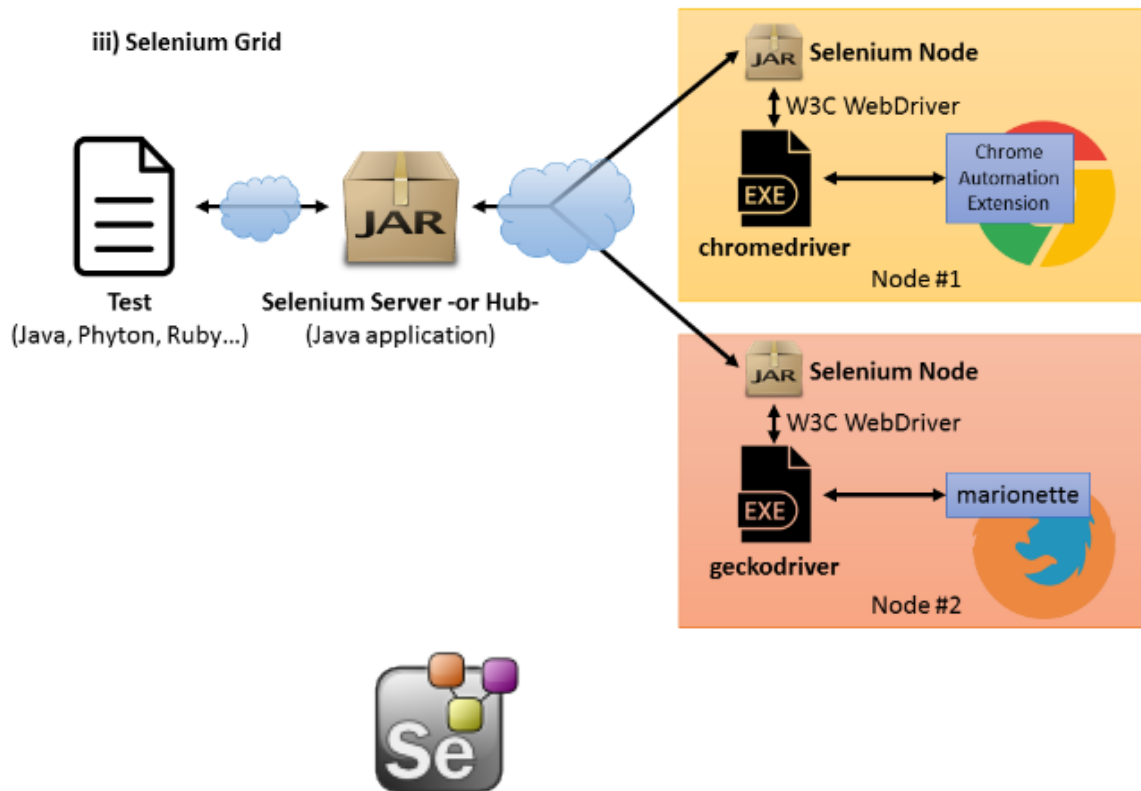 iii) Selenium Grid
JAR
Selenium Node
W3C WebDriver
EXE
chromedriver
Chrome
Automation
Extension
Node #1
JAR
Test
(Java, Phyton, Ruby...)
Selenium Server -or Hub-
(Java application)
JAR
Selenium Node
W3C WebDriver
EXE
geckodriver
marionette
Node #2
Se